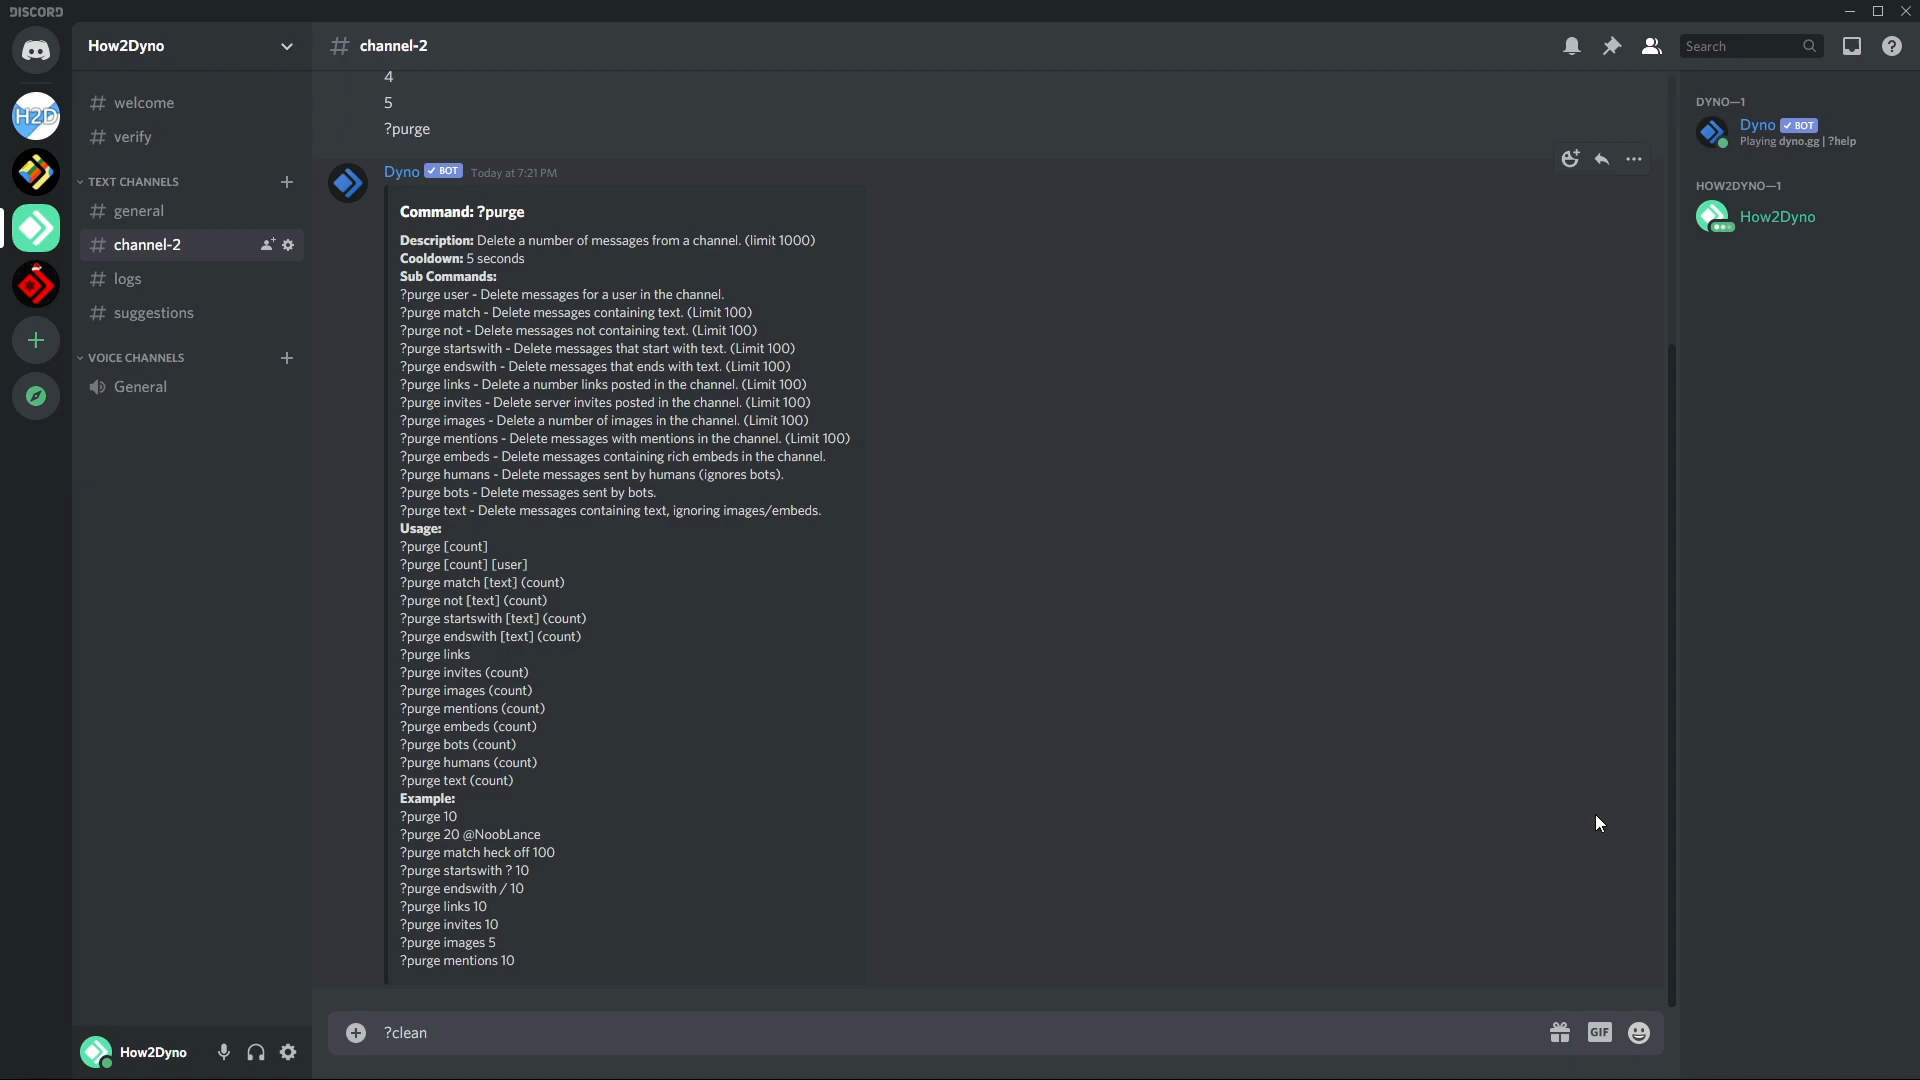 DISCORD
How2Dyno
# channel-2
Search
H2D
# welcome
# verify
TEXT CHANNELS
# general
# channel-2
# logs
# suggestions
VOICE CHANNELS
General
4
5
?purge
Dyno ✓ BOT Today at 7:21 PM
Command: ?purge
Description: Delete a number of messages from a channel. (limit 1000)
Cooldown: 5 seconds
Sub Commands:
?purge user - Delete messages for a user in the channel.
?purge match - Delete messages containing text. (Limit 100)
?purge not - Delete messages not containing text. (Limit 100)
?purge startswith - Delete messages that start with text. (Limit 100)
?purge endswith - Delete messages that ends with text. (Limit 100)
?purge links - Delete a number links posted in the channel. (Limit 100)
?purge invites - Delete server invites posted in the channel. (Limit 100)
?purge images - Delete a number of images in the channel. (Limit 100)
?purge mentions - Delete messages with mentions in the channel. (Limit 100)
?purge embeds - Delete messages containing rich embeds in the channel.
?purge humans - Delete messages sent by humans (ignores bots).
?purge bots - Delete messages sent by bots.
?purge text - Delete messages containing text, ignoring images/embeds.
Usage:
?purge [count]
?purge [count] [user]
?purge match [text] (count)
?purge not [text] (count)
?purge startswith [text] (count)
?purge endswith [text] (count)
?purge links
?purge invites (count)
?purge images (count)
?purge mentions (count)
?purge embeds (count)
?purge bots (count)
?purge humans (count)
?purge text (count)
Example:
?purge 10
?purge 20 @NoobLance
?purge match heck off 100
?purge startswith ? 10
?purge endswith / 10
?purge links 10
?purge invites 10
?purge images 5
?purge mentions 10
?clean
GIF
DYNO—1
Dyno ✓ BOT
Playing dyno.gg | ?help
HOW2DYNO—1
How2Dyno
How2Dyno